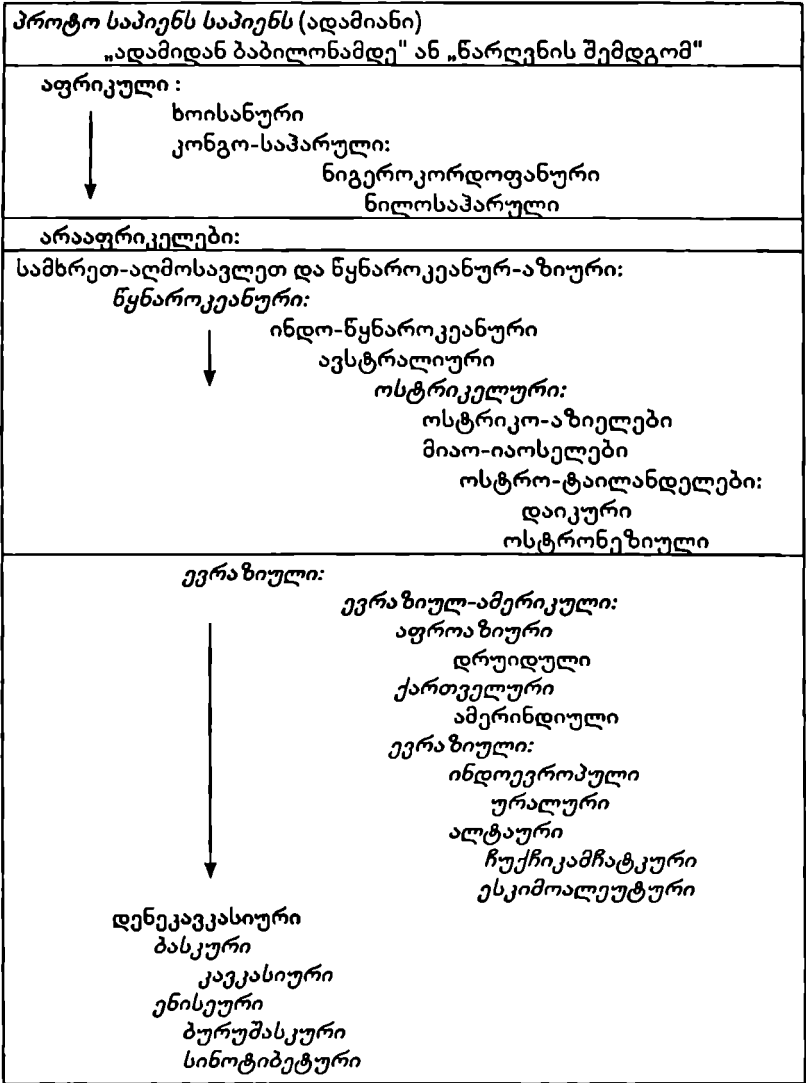 პროტო საპიენს საპიენს (ადამიანი)
„ადამიდან ბაბილონამდე" ან „წარღვნის შემდგომ"
აფრიკული :
ხოისანური
კონგო-საჰარული:
ნიგეროკორდოფანური
ნილოსაჰარული
არააფრიკელები:
სამხრეთ-აღმოსავლეთ და წყნაროკეანურ-აზიური:
წყნაროკეანური:
ინდო-წყნაროკეანური
ავსტრალიური
ოსტრიკელური:
ოსტრიკო-აზიელები
მიაო-იაოსელები
ოსტრო-ტაილანდელები:
დაიკური
ოსტრონეზიული
ევრაზიული:
ევრაზიულ-ამერიკული:
აფროაზიური
დრუიდული
ქართველური
ამერინდიული
ევრაზიული:
ინდოევროპული
ურალური
ალტაური
ჩუქჩიკამჩატკური
ესკიმოალეუტური
დენეკავკასიური
ბასკური
კავკასიური
ენისეური
ბურუშასკური
სინოტიბეტური